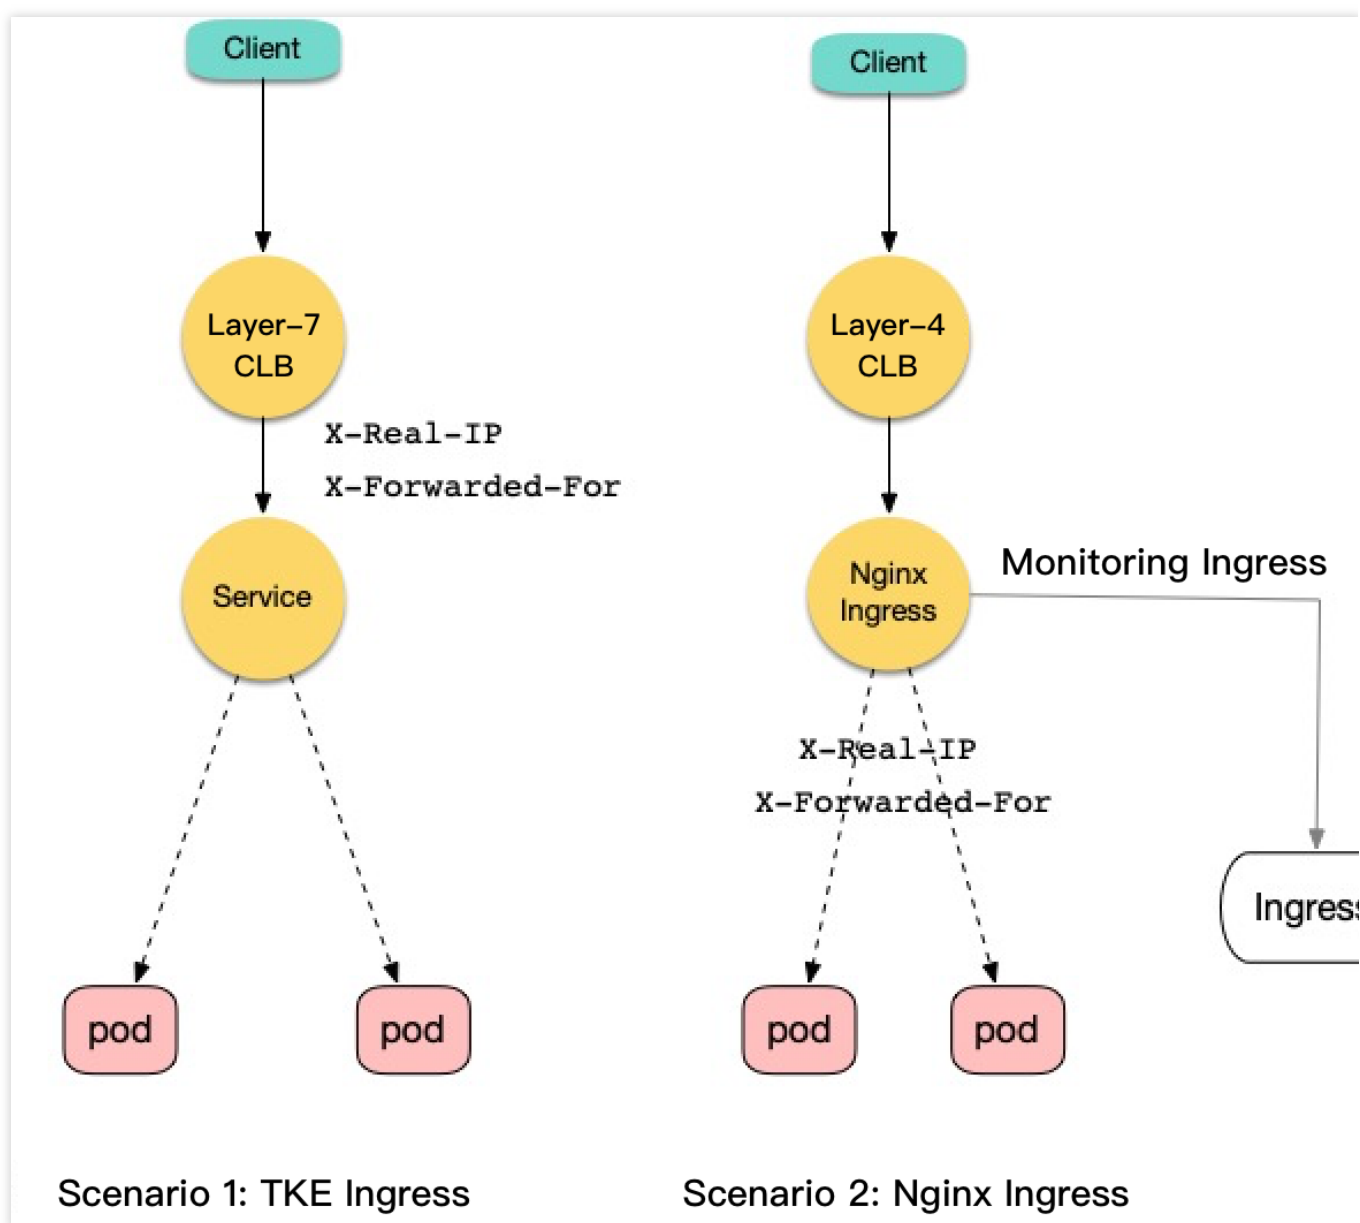 Client
Layer-7
CLB
X-Real-IP
X-Forwarded-For
Service
pod
pod
Scenario 1: TKE Ingress
Client
Layer-4
CLB
Nginx
Ingress
Monitoring Ingress
X-Real-IP
X-Forwarded-For
Ingress
pod
pod
Scenario 2: Nginx Ingress